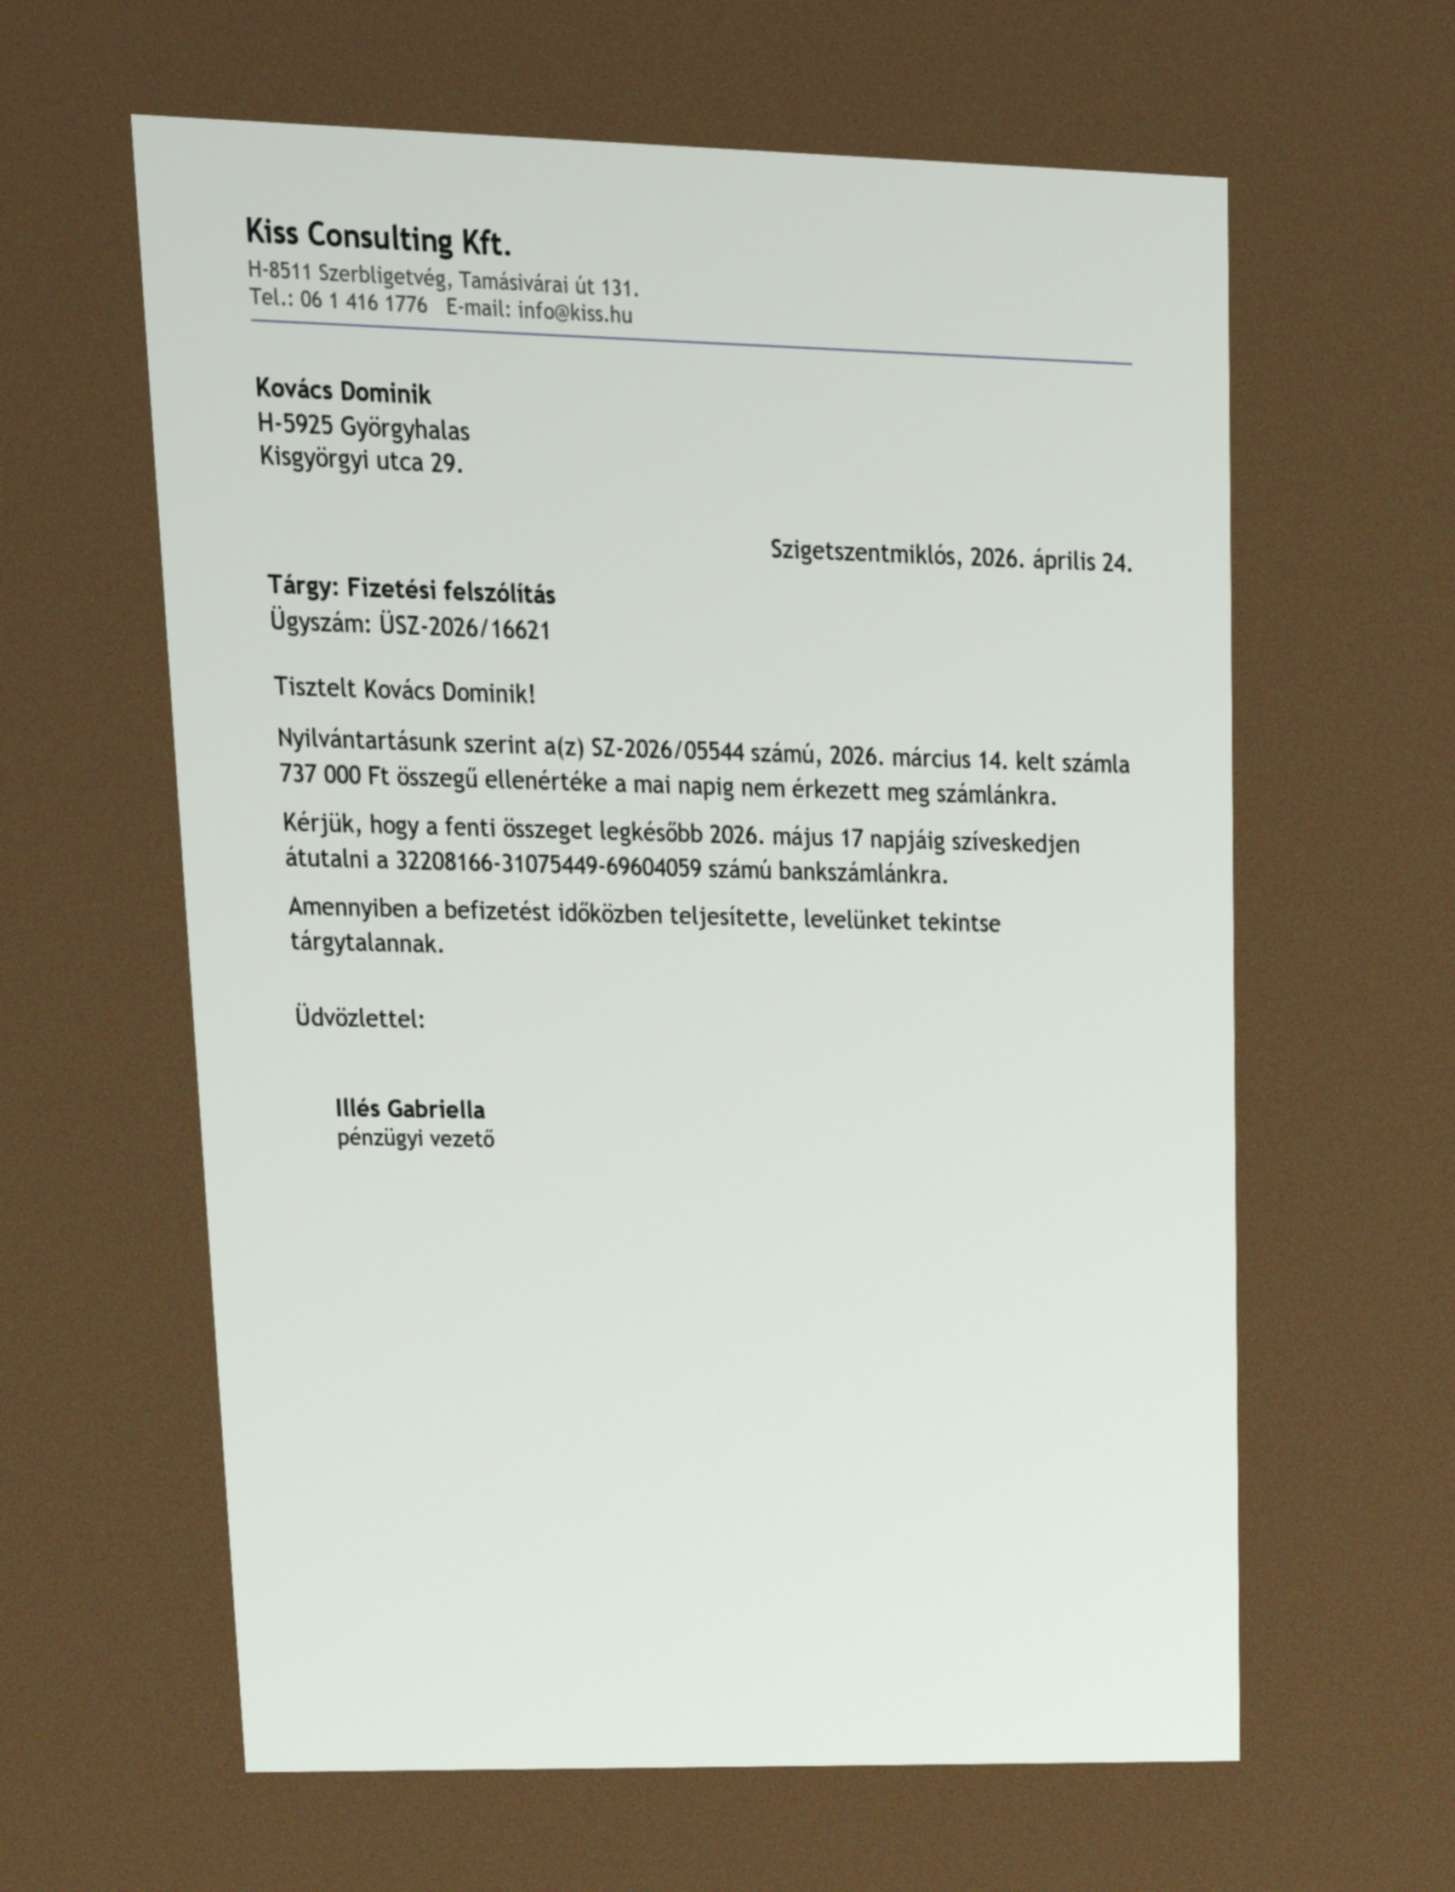 Kiss Consulting Kft.
H-8511 Szerbligetvég, Tamásivárai út 131.
Tel.: 06 1 416 1776 E-mail: info@kiss.hu
Kovács Dominik
H-5925 Györgyhalas
Kisgyörgyi utca 29.
Szigetszentmiklós, 2026. április 24.
Tárgy: Fizetési felszólítás
Ügyszám: ÜSZ-2026/16621
Tisztelt Kovács Dominik!
Nyilvántartásunk szerint a(z) SZ-2026/05544 számú, 2026. március 14. kelt számla
737 000 Ft összegű ellenértéke a mai napig nem érkezett meg számlánkra.
Kérjük, hogy a fenti összeget legkésőbb 2026. május 17 napjáig szíveskedjen
átutalni a 32208166-31075449-69604059 számú bankszámlánkra.
Amennyiben a befizetést időközben teljesítette, levelünket tekintse
tárgytalannak.
Üdvözlettel:
Illés Gabriella
pénzügyi vezető